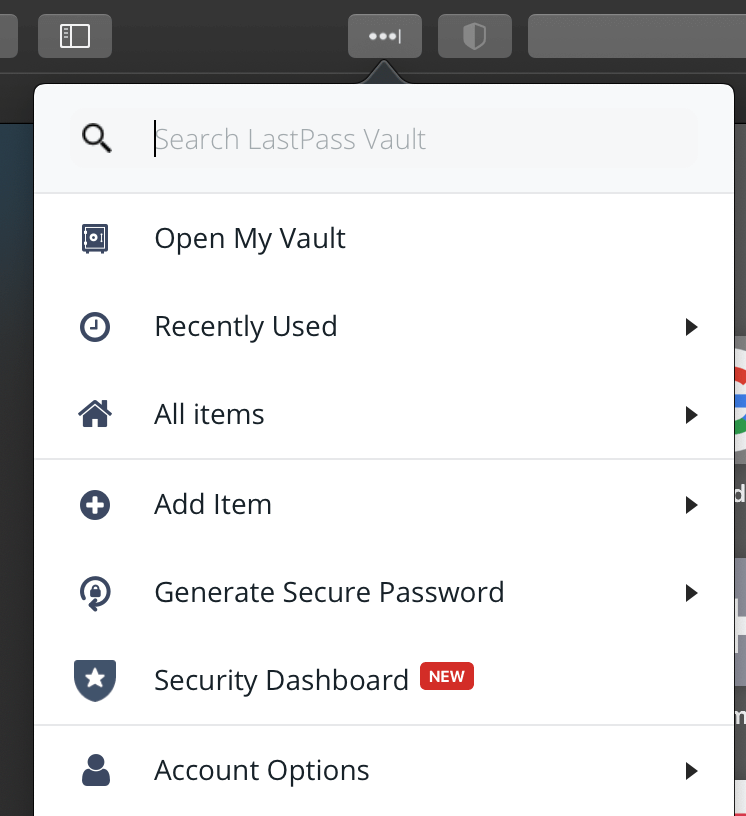 Search LastPass Vault
Open My Vault
Recently Used
All items
Add Item
Generate Secure Password
Security Dashboard NEW
Account Options